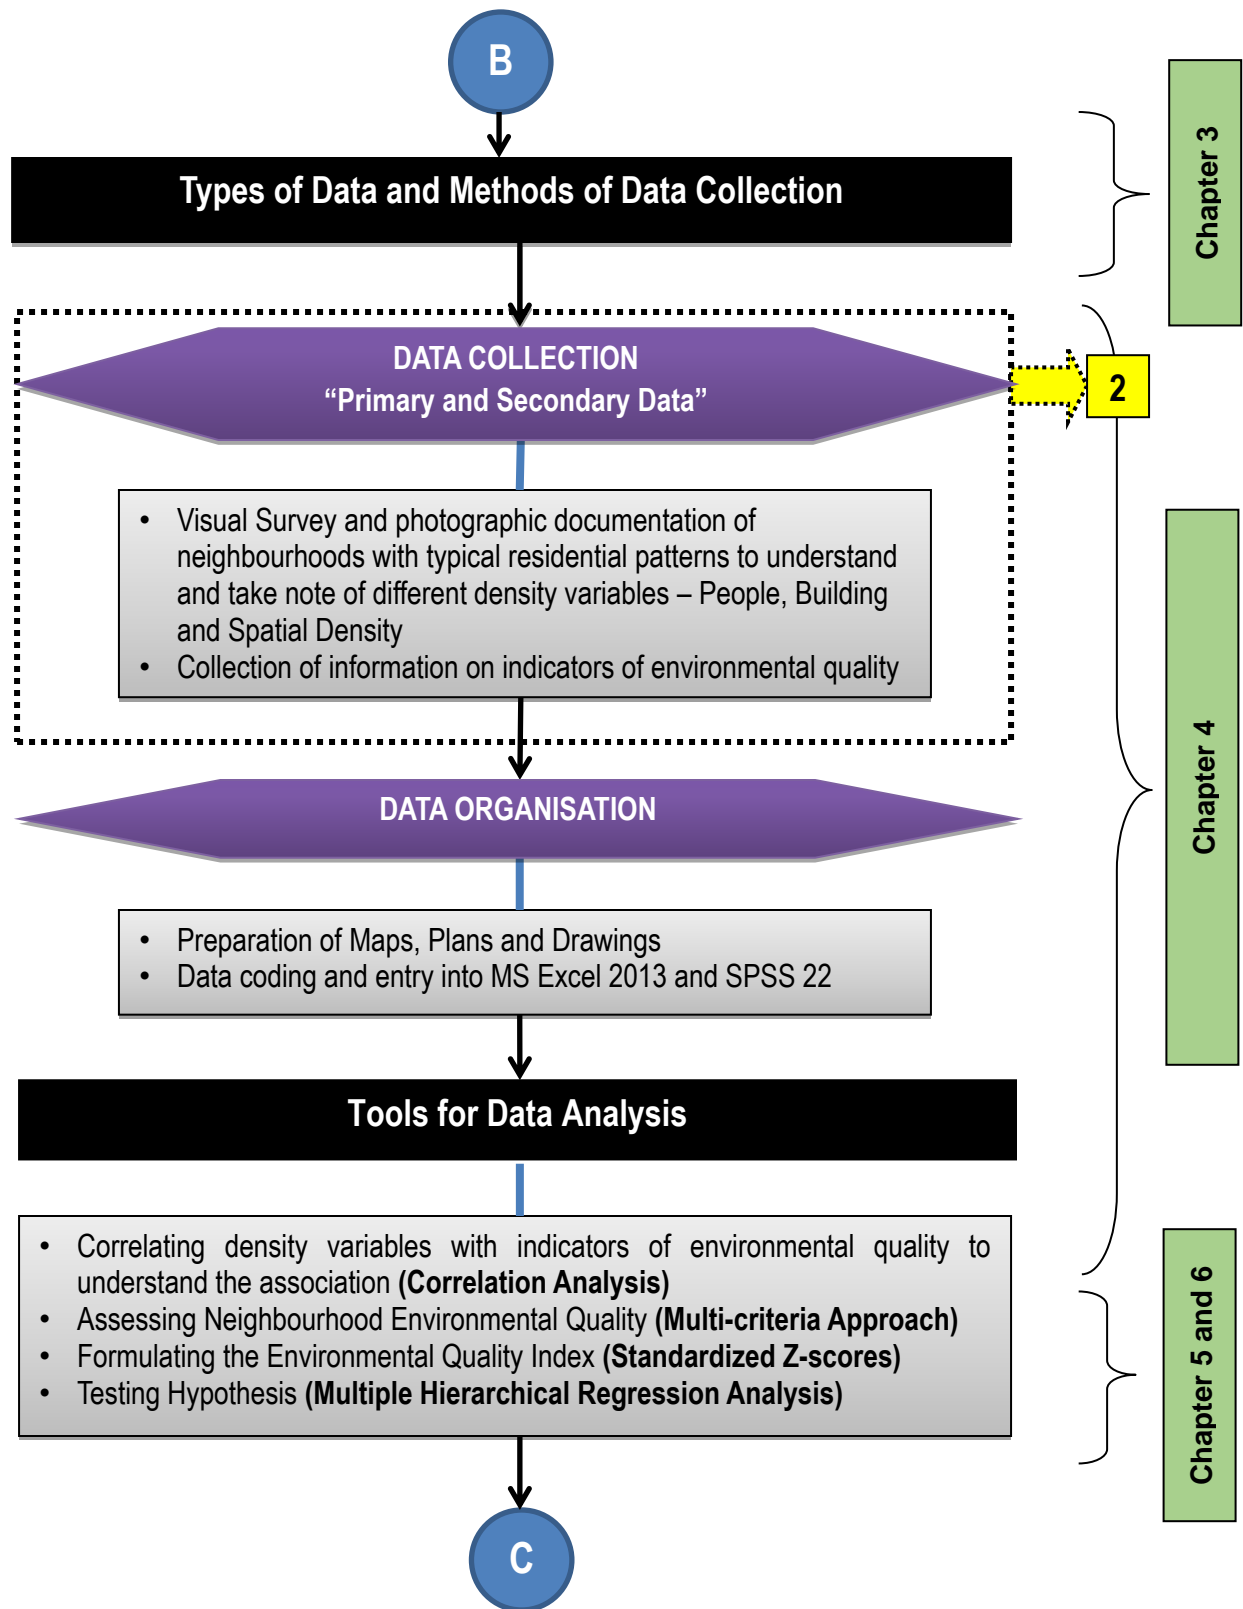 B
Types of Data and Methods of Data Collection
Chapter 3
DATA COLLECTION
“Primary and Secondary Data”
2
• Visual Survey and photographic documentation of
neighbourhoods with typical residential patterns to understand
and take note of different density variables – People, Building
and Spatial Density
• Collection of information on indicators of environmental quality
Chapter 4
DATA ORGANISATION
• Preparation of Maps, Plans and Drawings
• Data coding and entry into MS Excel 2013 and SPSS 22
Tools for Data Analysis
• Correlating density variables with indicators of environmental quality to
understand the association (Correlation Analysis)
• Assessing Neighbourhood Environmental Quality (Multi-criteria Approach)
• Formulating the Environmental Quality Index (Standardized Z-scores)
• Testing Hypothesis (Multiple Hierarchical Regression Analysis)
Chapter 5 and 6
C